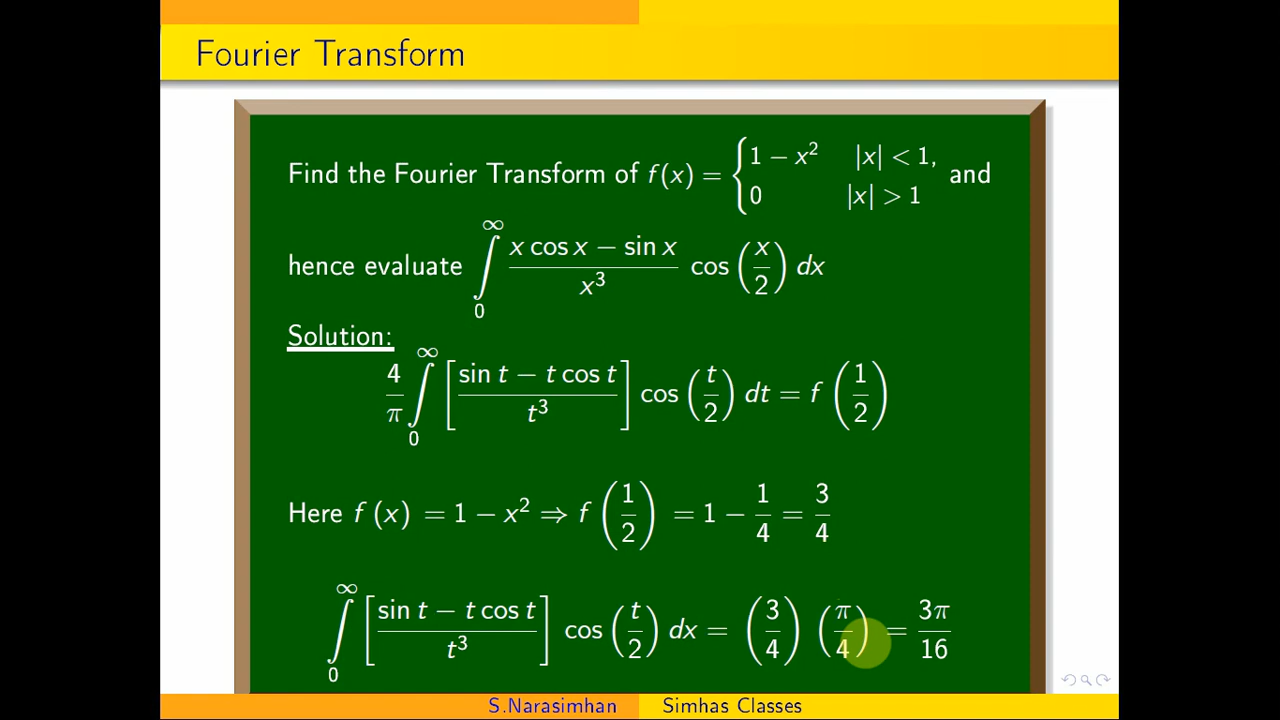 Fourier Transform
Find the Fourier Transform of f(x) = { 1 − x² |x| < 1, 0 |x| > 1 and
hence evaluate ∫₀^∞ (x cos x − sin x)/x³ cos(x/2) dx
Solution:
4/π ∫₀^∞ [(sin t − t cos t)/t³] cos(t/2) dt = f(1/2)
Here f(x) = 1 − x² ⇒ f(1/2) = 1 − 1/4 = 3/4
∫₀^∞ [(sin t − t cos t)/t³] cos(t/2) dx = (3/4)(π/4) = 3π/16
S.Narasimhan Simhas Classes